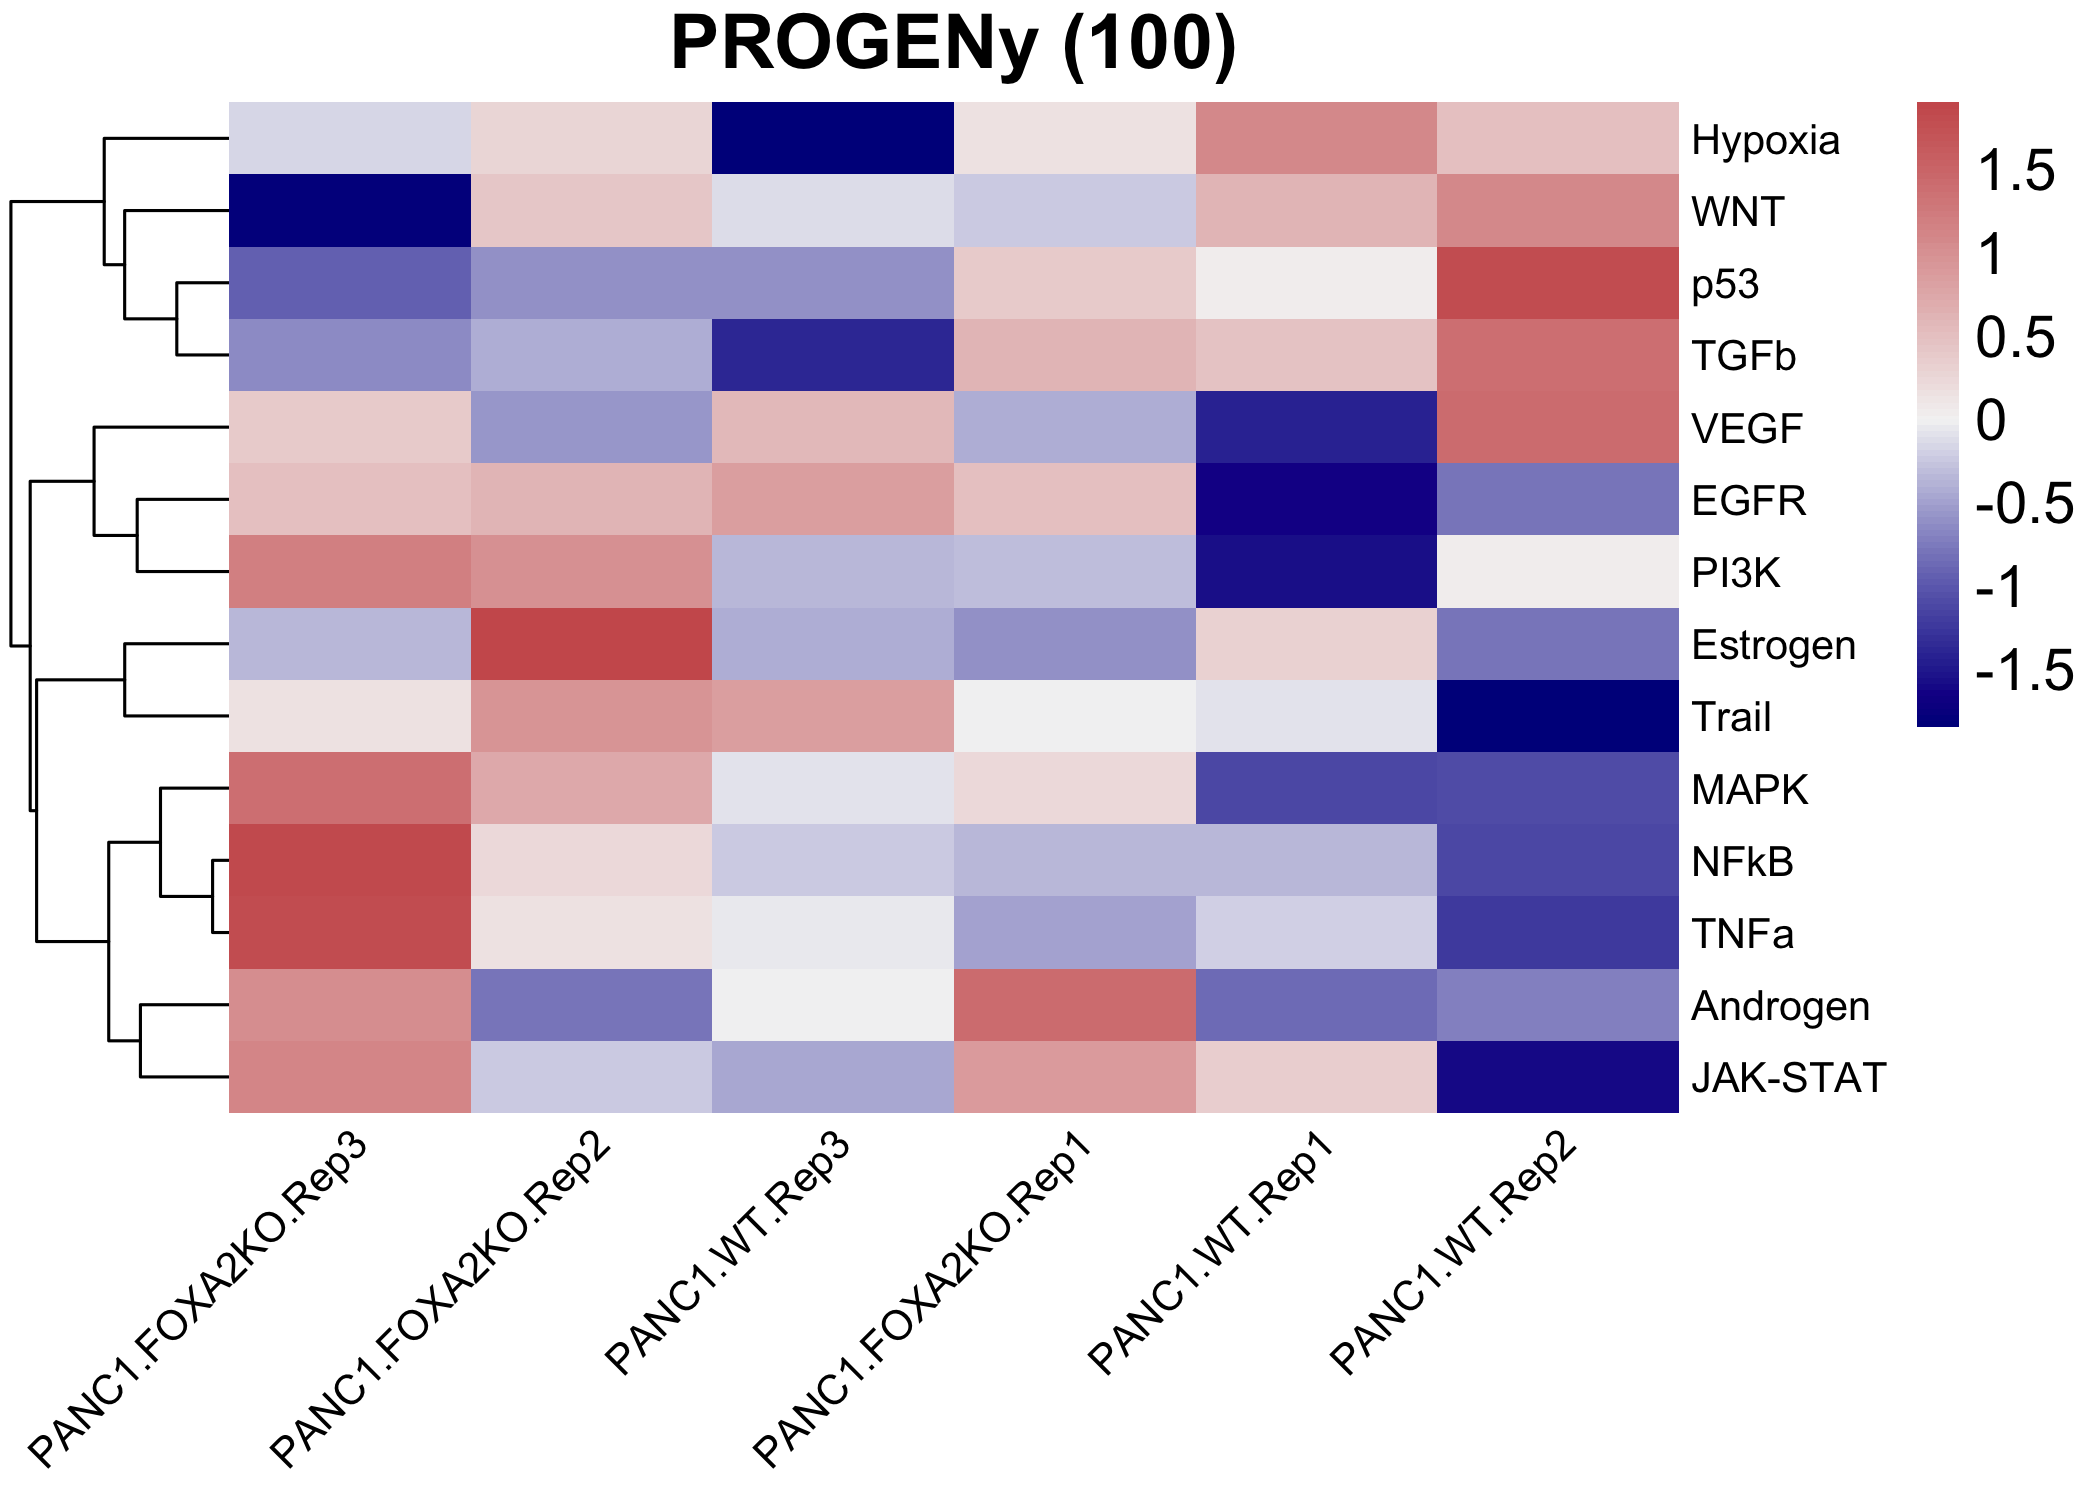 PROGENy (100)
Hypoxia
WNT
p53
TGFb
VEGF
EGFR
PI3K
Estrogen
Trail
MAPK
NFkB
TNFa
Androgen
JAK-STAT
1.5
1
0.5
0
-0.5
-1
-1.5
PANC1.FOXA2KO.Rep3
PANC1.FOXA2KO.Rep2
PANC1.WT.Rep3
PANC1.FOXA2KO.Rep1
PANC1.WT.Rep1
PANC1.WT.Rep2